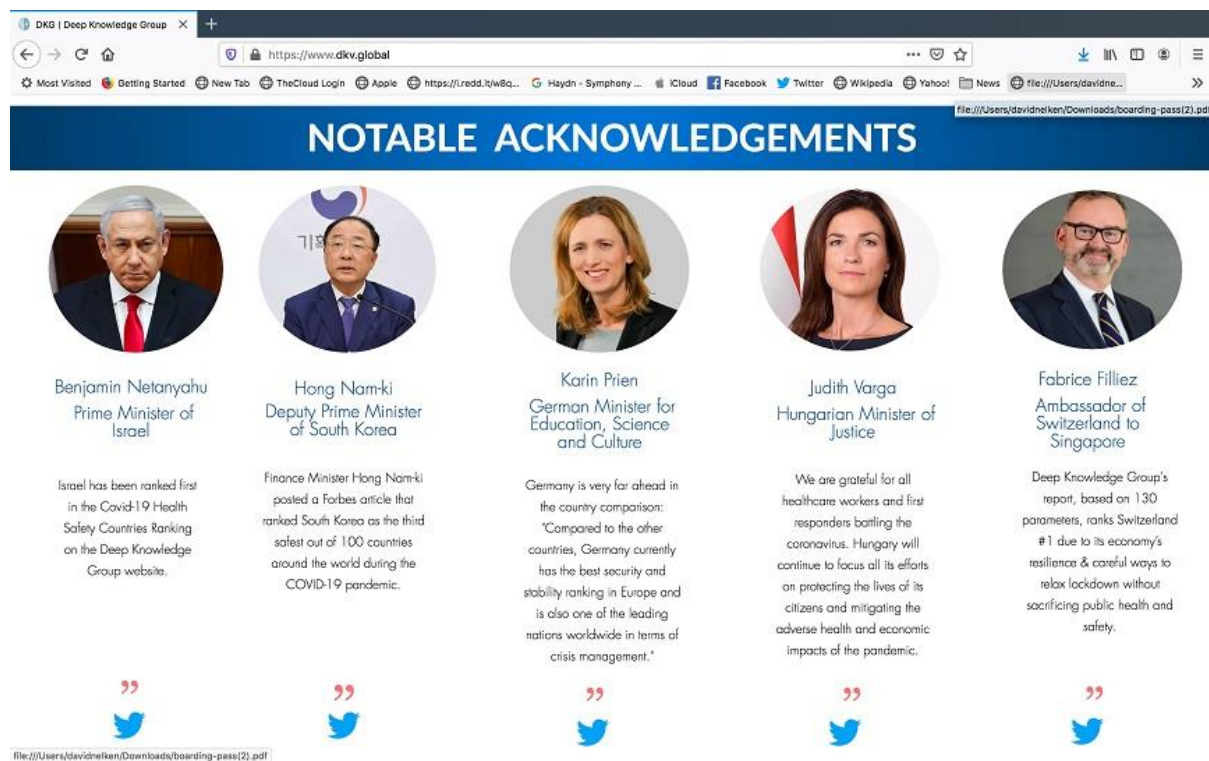 DKG | Deep Knowledge Group
https://www.dkv.global
Most Visited Getting Started New Tab TheCloud Login Apple https://i.redd.it/w8q... Haydn - Symphony ... iCloud Facebook Twitter Wikipedia Yahoo! News file:///Users/davidne...
file:///Users/davidnelken/Downloads/boarding-pass(2).pdf
NOTABLE ACKNOWLEDGEMENTS
기획
Benjamin Netanyahu
Prime Minister of
Israel
Israel has been ranked first
in the Covid-19 Health
Safety Countries Ranking
on the Deep Knowledge
Group website.
Hong Nam-ki
Deputy Prime Minister
of South Korea
Finance Minister Hong Nam-ki
posted a Forbes article that
ranked South Korea as the third
safest out of 100 countries
around the world during the
COVID-19 pandemic.
Karin Prien
German Minister for
Education, Science
and Culture
Germany is very far ahead in
the country comparison:
"Compared to the other
countries, Germany currently
has the best security and
stability ranking in Europe and
is also one of the leading
nations worldwide in terms of
crisis management."
Judith Varga
Hungarian Minister of
Justice
We are grateful for all
healthcare workers and first
responders battling the
coronavirus. Hungary will
continue to focus all its efforts
on protecting the lives of its
citizens and mitigating the
adverse health and economic
impacts of the pandemic.
Fabrice Filliez
Ambassador of
Switzerland to
Singapore
Deep Knowledge Group's
report, based on 130
parameters, ranks Switzerland
#1 due to its economy's
resilience & careful ways to
relax lockdown without
sacrificing public health and
safety.
file:///Users/davidnelken/Downloads/boarding-pass(2).pdf